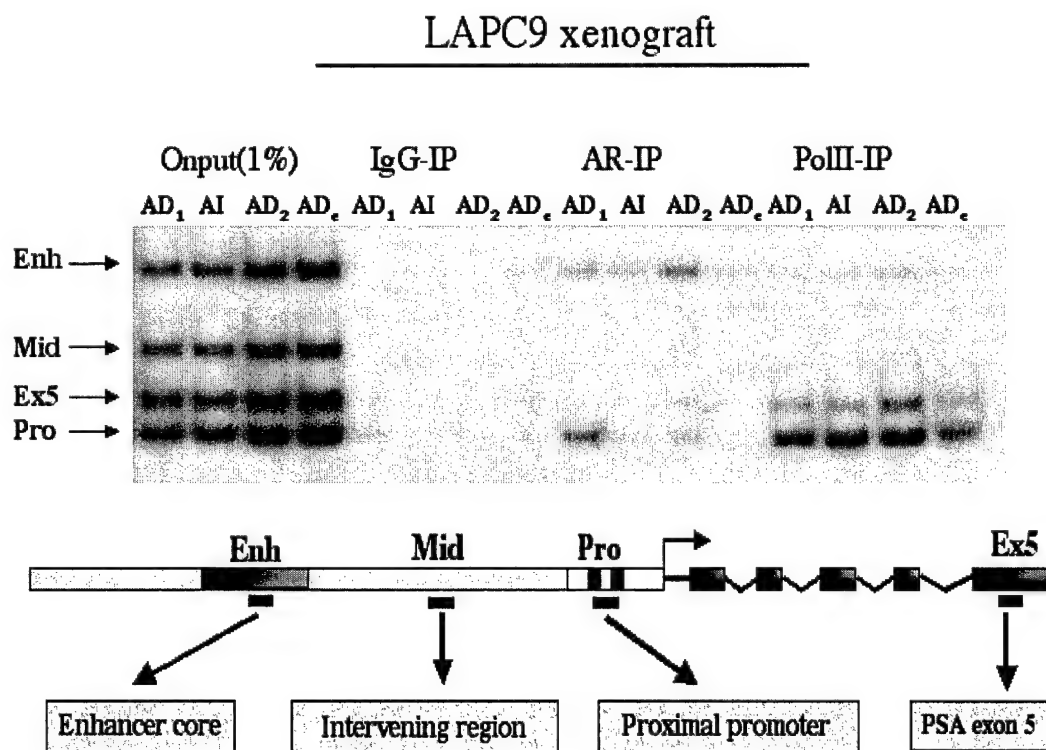 LAPC9 xenograft
Onput(1%) IgG-IP AR-IP PolII-IP
AD1 AI AD2 ADc AD1 AI AD2 ADc AD1 AI AD2 ADc AD1 AI AD2 ADc
Enh
Mid
Ex5
Pro
Enh Mid Pro Ex5
Enhancer core Intervening region Proximal promoter PSA exon 5